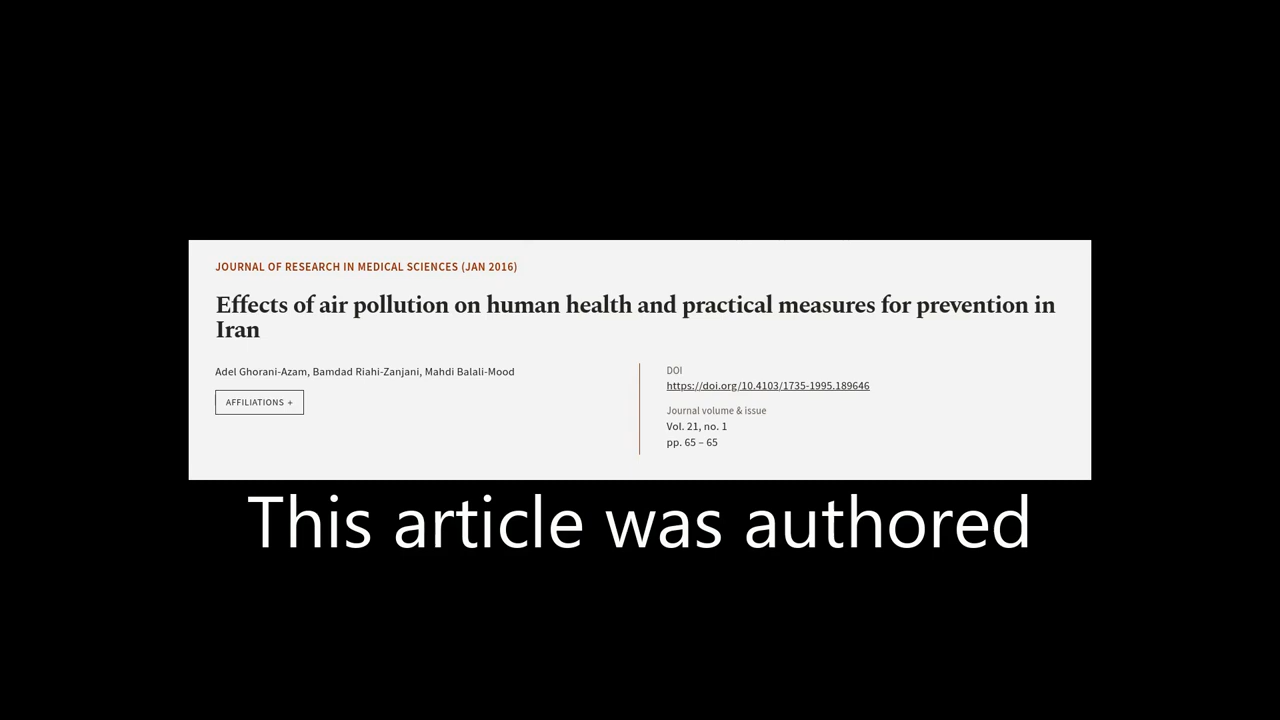 JOURNAL OF RESEARCH IN MEDICAL SCIENCES (JAN 2016)
Effects of air pollution on human health and practical measures for prevention in
Iran
Adel Ghorani-Azam, Bamdad Riahi-Zanjani, Mahdi Balali-Mood
AFFILIATIONS +
DOI
https://doi.org/10.4103/1735-1995.189646
Journal volume & issue
Vol. 21, no. 1
pp. 65 – 65
This article was authored